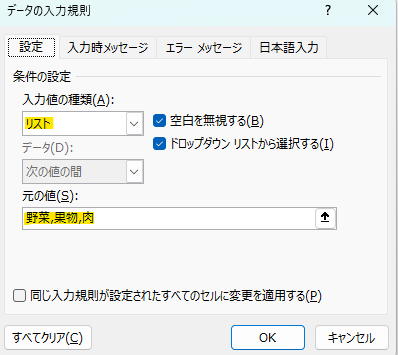 データの入力規則
?
設定
入力時メッセージ
エラー メッセージ
日本語入力
条件の設定
入力値の種類(A):
リスト
空白を無視する(B)
ドロップダウン リストから選択する(I)
データ(D):
次の値の間
元の値(S):
野菜,果物,肉
同じ入力規則が設定されたすべてのセルに変更を適用する(P)
すべてクリア(C)
OK
キャンセル